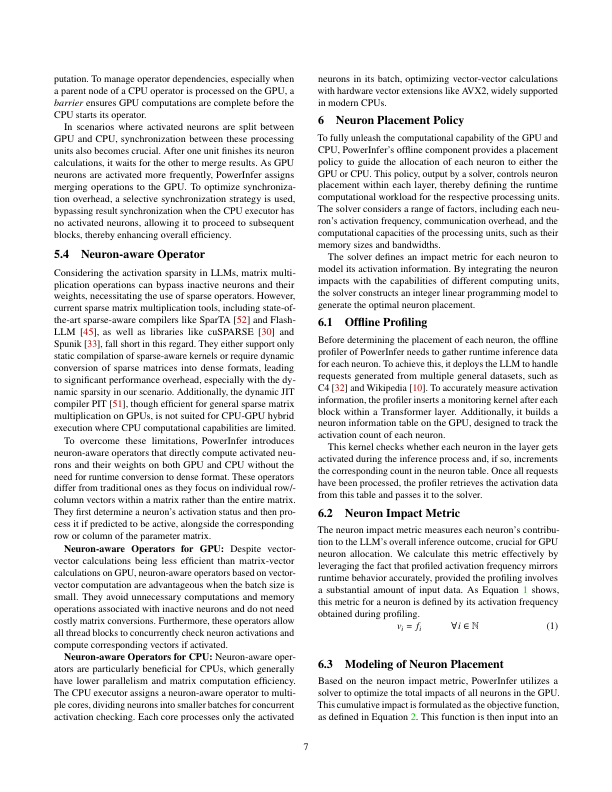 putation. To manage operator dependencies, especially when
a parent node of a CPU operator is processed on the GPU, a
barrier ensures GPU computations are complete before the
CPU starts its operator.
In scenarios where activated neurons are split between
GPU and CPU, synchronization between these processing
units also becomes crucial. After one unit finishes its neuron
calculations, it waits for the other to merge results. As GPU
neurons are activated more frequently, PowerInfer assigns
merging operations to the GPU. To optimize synchroniza-
tion overhead, a selective synchronization strategy is used,
bypassing result synchronization when the CPU executor has
no activated neurons, allowing it to proceed to subsequent
blocks, thereby enhancing overall efficiency.
5.4 Neuron-aware Operator
Considering the activation sparsity in LLMs, matrix multi-
plication operations can bypass inactive neurons and their
weights, necessitating the use of sparse operators. However,
current sparse matrix multiplication tools, including state-of-
the-art sparse-aware compilers like SparTA [52] and Flash-
LLM [45], as well as libraries like cuSPARSE [30] and
Spunik [33], fall short in this regard. They either support only
static compilation of sparse-aware kernels or require dynamic
conversion of sparse matrices into dense formats, leading
to significant performance overhead, especially with the dy-
namic sparsity in our scenario. Additionally, the dynamic JIT
compiler PIT [51], though efficient for general sparse matrix
multiplication on GPUs, is not suited for CPU-GPU hybrid
execution where CPU computational capabilities are limited.
To overcome these limitations, PowerInfer introduces
neuron-aware operators that directly compute activated neu-
rons and their weights on both GPU and CPU without the
need for runtime conversion to dense format. These operators
differ from traditional ones as they focus on individual row/-
column vectors within a matrix rather than the entire matrix.
They first determine a neuron's activation status and then pro-
cess it if predicted to be active, alongside the corresponding
row or column of the parameter matrix.
Neuron-aware Operators for GPU: Despite vector-
vector calculations being less efficient than matrix-vector
calculations on GPU, neuron-aware operators based on vector-
vector computation are advantageous when the batch size is
small. They avoid unnecessary computations and memory
operations associated with inactive neurons and do not need
costly matrix conversions. Furthermore, these operators allow
all thread blocks to concurrently check neuron activations and
compute corresponding vectors if activated.
Neuron-aware Operators for CPU: Neuron-aware oper-
ators are particularly beneficial for CPUs, which generally
have lower parallelism and matrix computation efficiency.
The CPU executor assigns a neuron-aware operator to multi-
ple cores, dividing neurons into smaller batches for concurrent
activation checking. Each core processes only the activated
neurons in its batch, optimizing vector-vector calculations
with hardware vector extensions like AVX2, widely supported
in modern CPUs.
6 Neuron Placement Policy
To fully unleash the computational capability of the GPU and
CPU, PowerInfer's offline component provides a placement
policy to guide the allocation of each neuron to either the
GPU or CPU. This policy, output by a solver, controls neuron
placement within each layer, thereby defining the runtime
computational workload for the respective processing units.
The solver considers a range of factors, including each neu-
ron's activation frequency, communication overhead, and the
computational capacities of the processing units, such as their
memory sizes and bandwidths.
The solver defines an impact metric for each neuron to
model its activation information. By integrating the neuron
impacts with the capabilities of different computing units,
the solver constructs an integer linear programming model to
generate the optimal neuron placement.
6.1 Offline Profiling
Before determining the placement of each neuron, the offline
profiler of PowerInfer needs to gather runtime inference data
for each neuron. To achieve this, it deploys the LLM to handle
requests generated from multiple general datasets, such as
C4 [32] and Wikipedia [10]. To accurately measure activation
information, the profiler inserts a monitoring kernel after each
block within a Transformer layer. Additionally, it builds a
neuron information table on the GPU, designed to track the
activation count of each neuron.
This kernel checks whether each neuron in the layer gets
activated during the inference process and, if so, increments
the corresponding count in the neuron table. Once all requests
have been processed, the profiler retrieves the activation data
from this table and passes it to the solver.
6.2 Neuron Impact Metric
The neuron impact metric measures each neuron's contribu-
tion to the LLM's overall inference outcome, crucial for GPU
neuron allocation. We calculate this metric effectively by
leveraging the fact that profiled activation frequency mirrors
runtime behavior accurately, provided the profiling involves
a substantial amount of input data. As Equation 1 shows,
this metric for a neuron is defined by its activation frequency
obtained during profiling.
vᵢ = fᵢ ∀i ∈ ℕ (1)
6.3 Modeling of Neuron Placement
Based on the neuron impact metric, PowerInfer utilizes a
solver to optimize the total impacts of all neurons in the GPU.
This cumulative impact is formulated as the objective function,
as defined in Equation 2. This function is then input into an
7